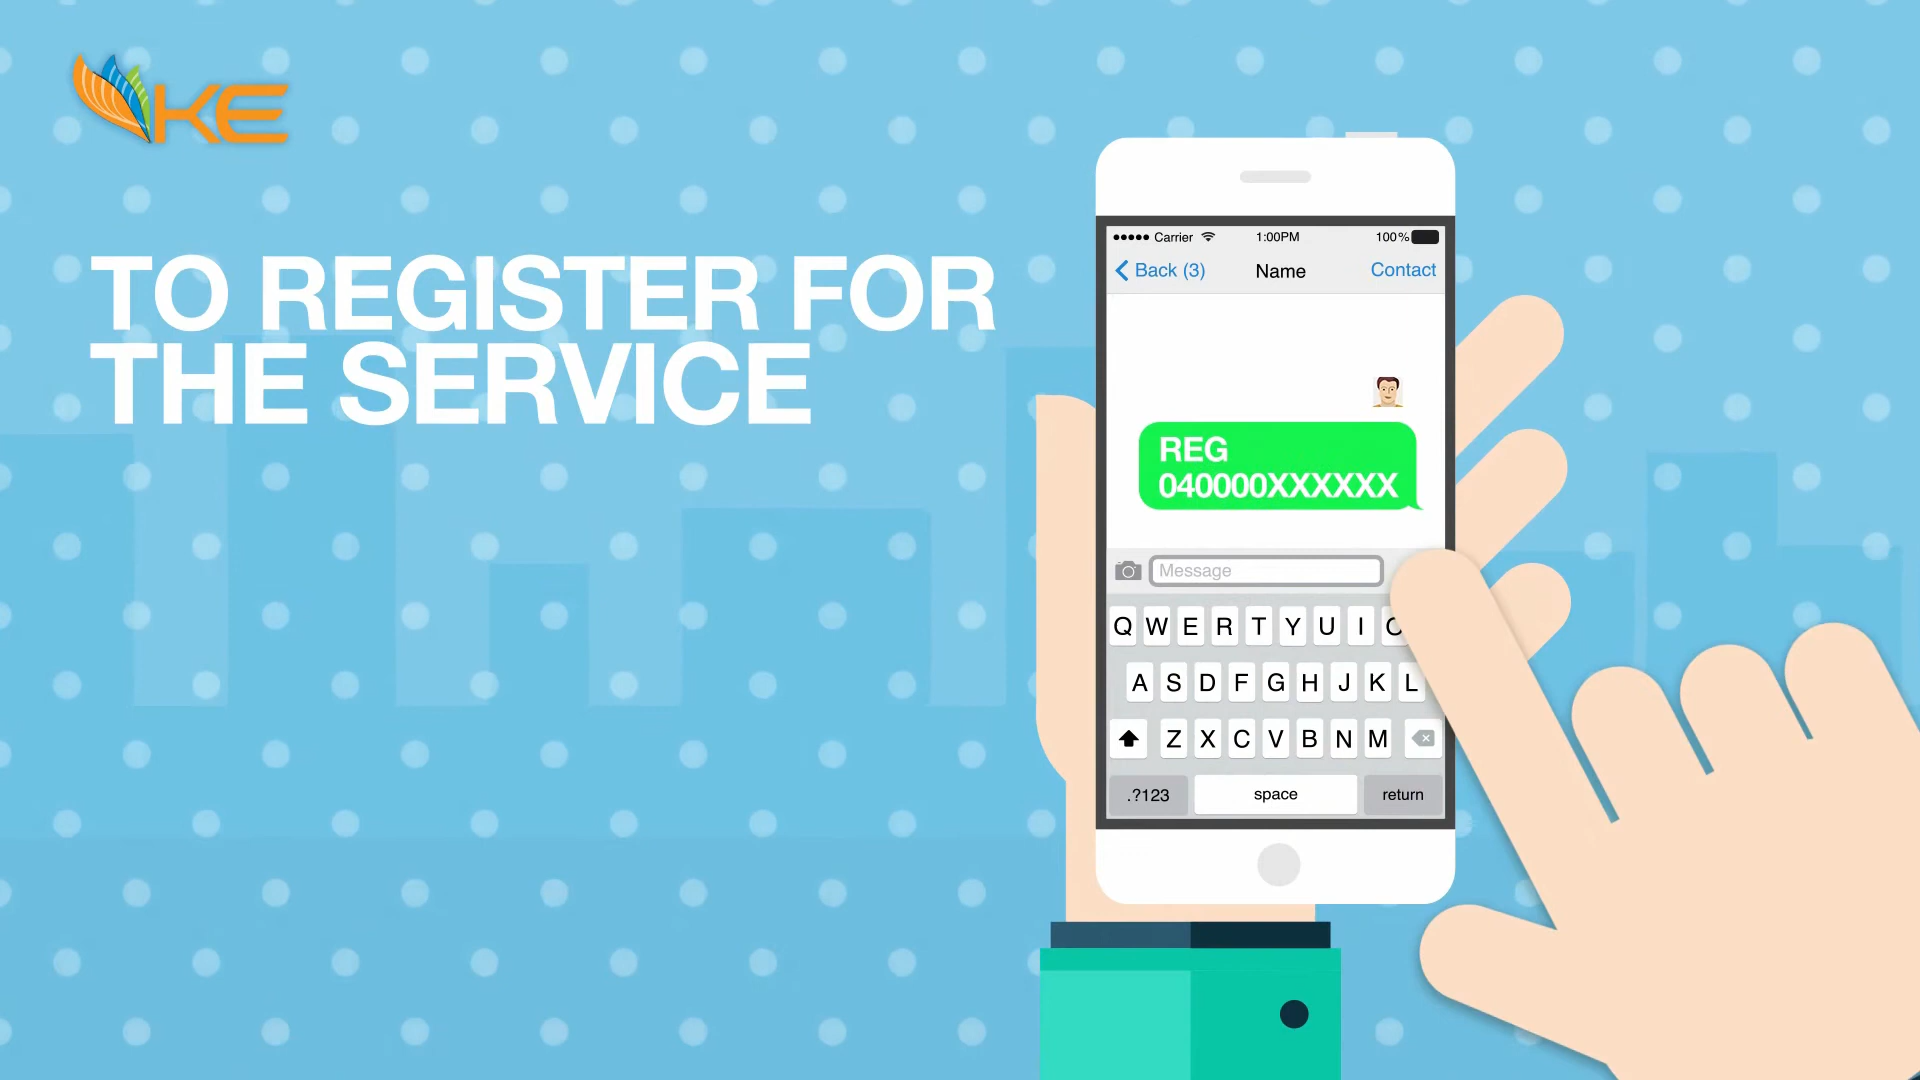 KE
TO REGISTER FOR
THE SERVICE
Carrier 1:00PM 100%
Back (3) Name Contact
REG
040000XXXXXX
Message
Q W E R T Y U I O
A S D F G H J K L
Z X C V B N M
.?123 space return